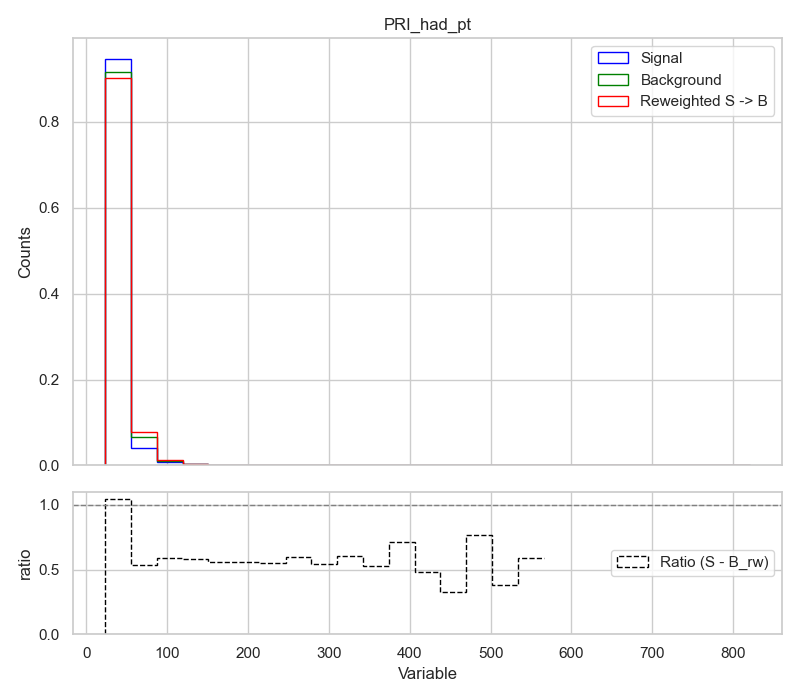 PRI_had_pt
Signal
Background
Reweighted S -> B
Counts
0.8
0.6
0.4
0.2
0.0
ratio
1.0
0.5
0.0
Ratio (S - B_rw)
0 100 200 300 400 500 600 700 800
Variable